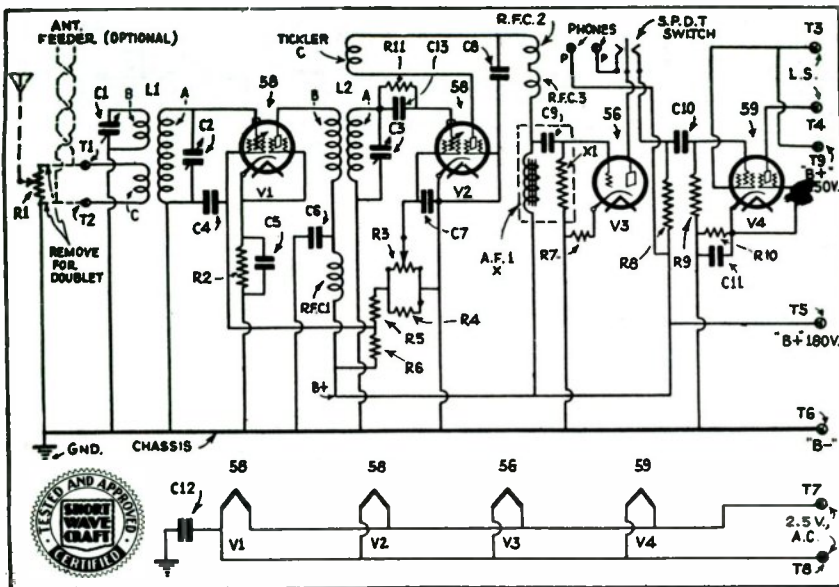 ANT.
FEEDER. (OPTIONAL)
C1
B
L1
A
C2
58
T1
T2
R1
C
REMOVE
FOR
DOUBLET
C4
V1
R2
C5
TICKLER
C
R11
C13
B
L2
A
C3
C8
58
V2
C6
R.F.C.1
C7
R3
R4
R5
R6
B+
R.F.C.2
R.F.C.3
PHONES
P
P
S.P.D.T
SWITCH
C9
X1
56
V3
A.F.1
X
R7
R8
C10
R9
59
V4
R10
C11
T3
L.S.
T4
T9
"B+"
50V.
T5
"B+" 180V.
T6
"B-"
GND.
CHASSIS
TESTED AND APPROVED
SHORT
WAVE
CRAFT
CERTIFIED
C12
58
58
56
59
V1
V2
V3
V4
T7
2.5 V.,
A.C.
T8